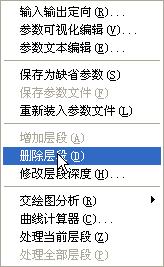 输入输出定向(R)...
参数可视化编辑(V)...
参数文本编辑(T)...
保存为缺省参数(S)
保存参数文件(F)
重新装入参数文件(L)
增加层段(A)
删除层段(D)
修改层段深度(H)...
交绘图分析(R)
曲线计算器(C)...
处理当前层段(Z)
处理全部层段(P)